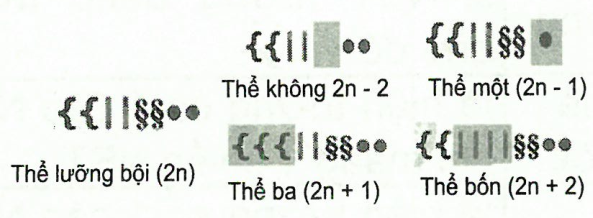 Thể không 2n - 2
Thể một (2n - 1)
Thể lưỡng bội (2n)
Thể ba (2n + 1)
Thể bốn (2n + 2)